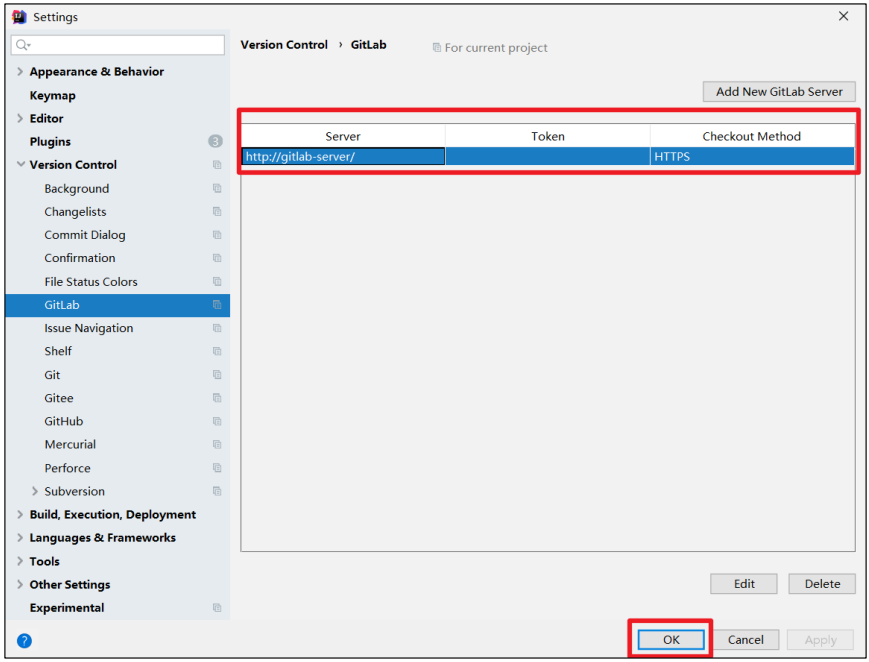 Settings
Version Control › GitLab For current project
Appearance & Behavior
Keymap
Editor
Plugins 3
Version Control
Background
Changelists
Commit Dialog
Confirmation
File Status Colors
GitLab
Issue Navigation
Shelf
Git
Gitee
GitHub
Mercurial
Perforce
Subversion
Build, Execution, Deployment
Languages & Frameworks
Tools
Other Settings
Experimental
Add New GitLab Server
Server Token Checkout Method
http://gitlab-server/ HTTPS
Edit Delete
? OK Cancel Apply